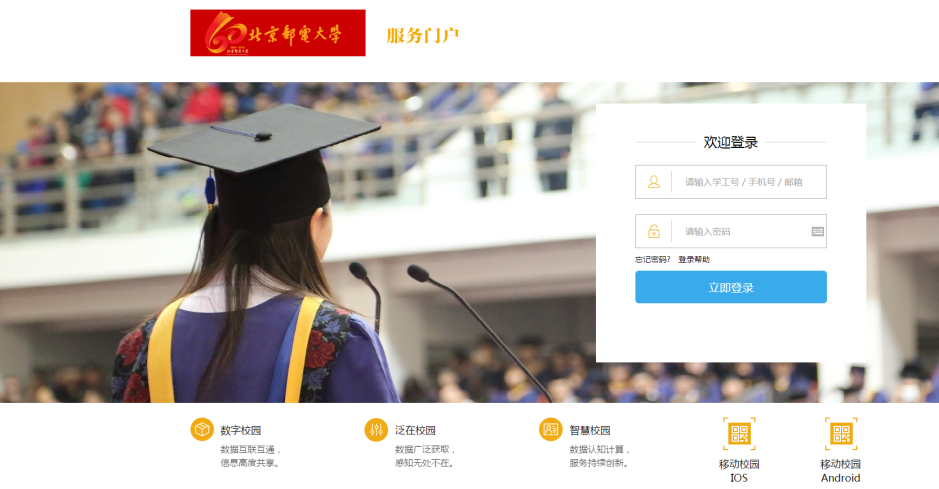 北京邮电大学
服务门户
欢迎登录
请输入学工号 / 手机号 / 邮箱
请输入密码
忘记密码? 登录帮助
立即登录
数字校园
数据互联互通，
信息高度共享。
泛在校园
数据广泛获取，
感知无处不在。
智慧校园
数据认知计算，
服务持续创新。
移动校园
IOS
移动校园
Android